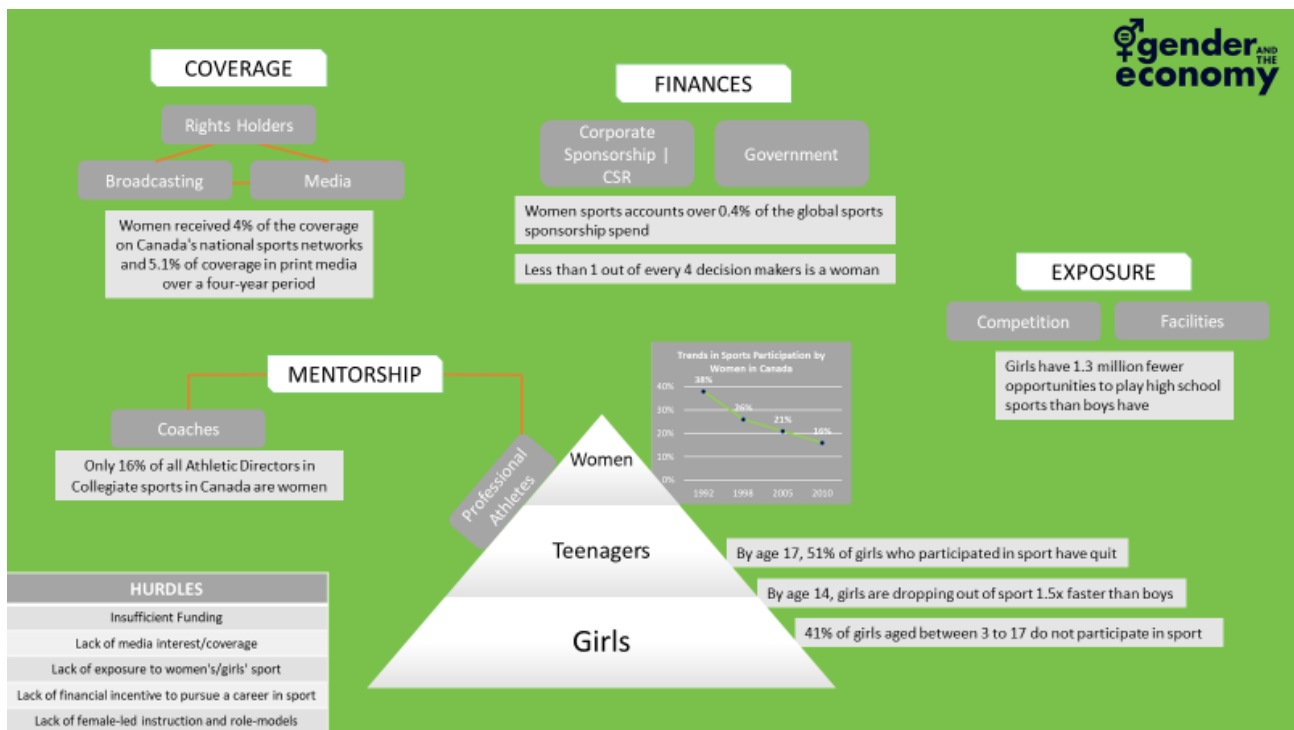 gender AND THE
economy
COVERAGE
Rights Holders
Broadcasting
Media
Women received 4% of the coverage
on Canada's national sports networks
and 5.1% of coverage in print media
over a four-year period
FINANCES
Corporate
Sponsorship |
CSR
Government
Women sports accounts over 0.4% of the global sports
sponsorship spend
Less than 1 out of every 4 decision makers is a woman
EXPOSURE
Competition
Facilities
Girls have 1.3 million fewer
opportunities to play high school
sports than boys have
MENTORSHIP
Coaches
Only 16% of all Athletic Directors in
Collegiate sports in Canada are women
Professional
Athletes
Trends in Sports Participation by
Women in Canada
40%
30%
20%
10%
0%
38%
26%
21%
16%
1992 1998 2005 2010
Women
Teenagers
Girls
By age 17, 51% of girls who participated in sport have quit
By age 14, girls are dropping out of sport 1.5x faster than boys
41% of girls aged between 3 to 17 do not participate in sport
HURDLES
Insufficient Funding
Lack of media interest/coverage
Lack of exposure to women's/girls' sport
Lack of financial incentive to pursue a career in sport
Lack of female-led instruction and role-models